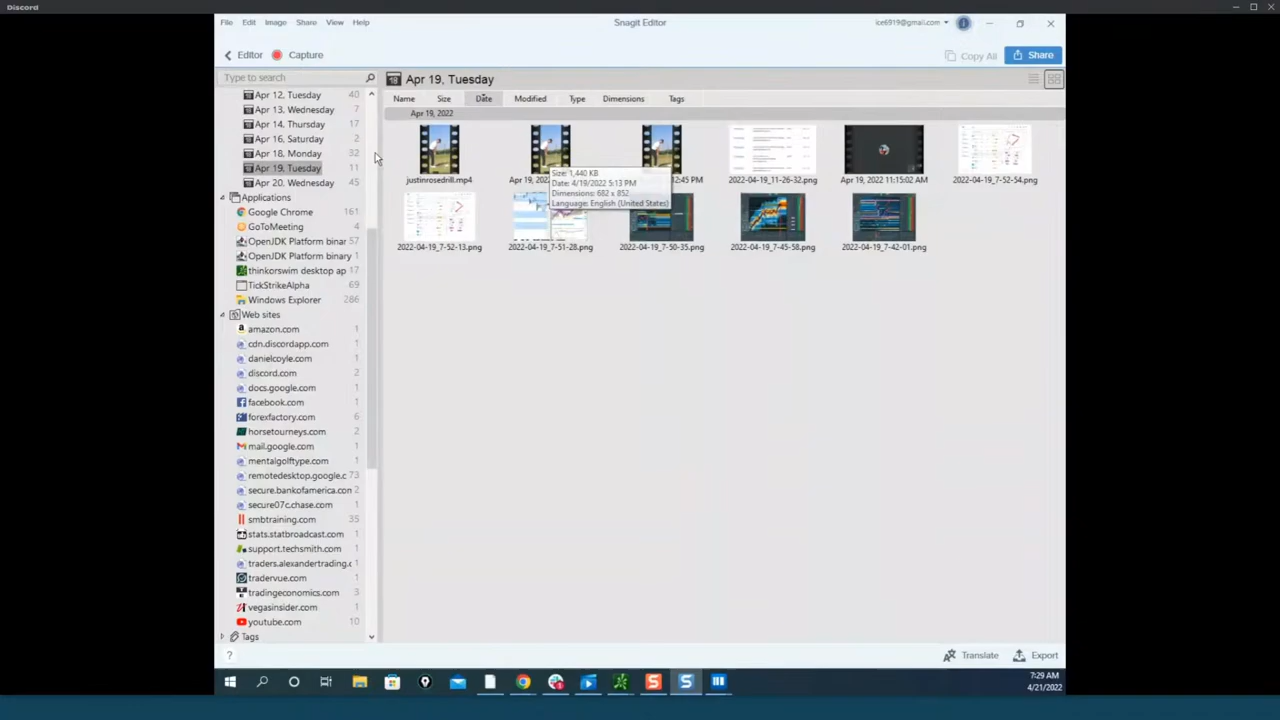 Discord
File Edit Image Share View Help
Snagit Editor
ice6919@gmail.com
Editor
Capture
Copy All
Share
Type to search
Apr 19, Tuesday
Apr 12, Tuesday 40
Apr 13. Wednesday 7
Apr 14, Thursday 17
Apr 16, Saturday 2
Apr 18, Monday 32
Apr 19, Tuesday 11
Apr 20. Wednesday 45
Applications
Google Chrome 161
GoToMeeting 4
OpenJDK Platform binar 57
OpenJDK Platform binary 1
thinkorswim desktop ap 17
TickStrikeAlpha 69
Windows Explorer 286
Web sites
amazon.com 1
cdn.discordapp.com 1
danielcoyle.com 1
discord.com 2
docs.google.com 1
facebook.com 1
forexfactory.com 6
horsetourneys.com 2
mail.google.com 1
mentalgolftype.com 1
remotedesktop.google.c 73
secure.bankofamerica.con 2
secure07c.chase.com 1
smbtraining.com 35
stats.statbroadcast.com 1
support.techsmith.com 1
traders.alexandertrading.c 1
tradervue.com 1
tradingeconomics.com 3
vegasinsider.com 1
youtube.com 10
Tags
Name Size Date Modified Type Dimensions Tags
Apr 19, 2022
justinrosedrill.mp4
Apr 19, 20
2:45 PM
2022-04-19_11-26-32.png
Apr 19, 2022 11:15:02 AM
2022-04-19_7-52-54.png
Size: 1,440 KB
Date: 4/19/2022 5:13 PM
Dimensions: 682 x 852
Language: English (United States)
2022-04-19_7-52-13.png
2022-04-19_7-51-28.png
2022-04-19_7-50-35.png
2022-04-19_7-45-58.png
2022-04-19_7-42-01.png
?
Translate
Export
7:29 AM
4/21/2022